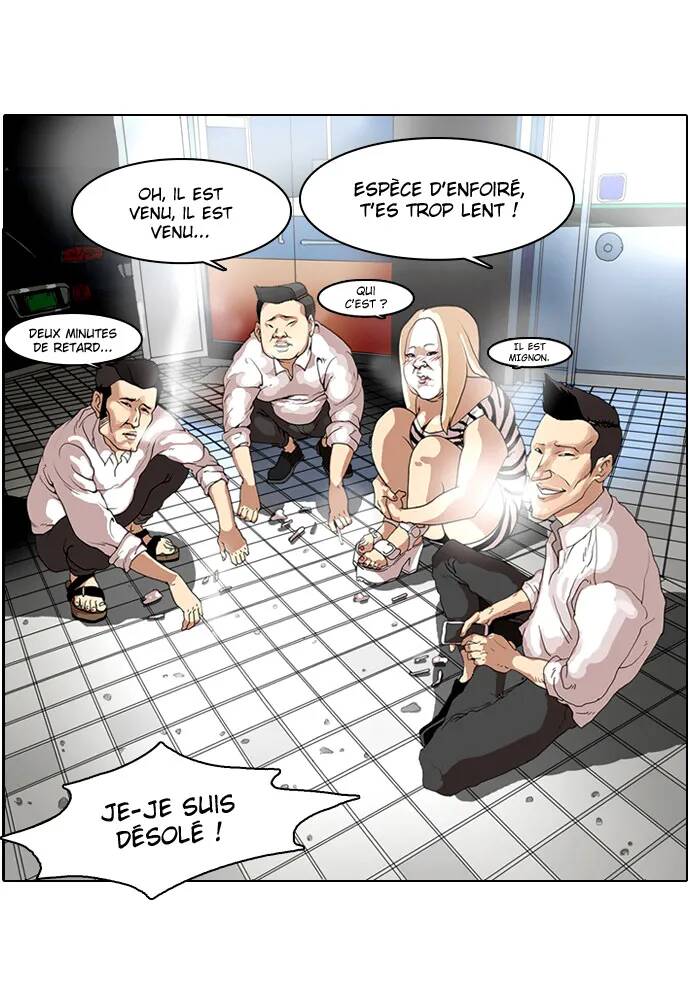 OH, IL EST
VENU, IL EST
VENU...
ESPÈCE D'ENFOIRÉ,
T'ES TROP LENT !
QUI
C'EST ?
DEUX MINUTES
DE RETARD...
IL EST
MIGNON.
JE-JE SUIS
DÉSOLÉ !